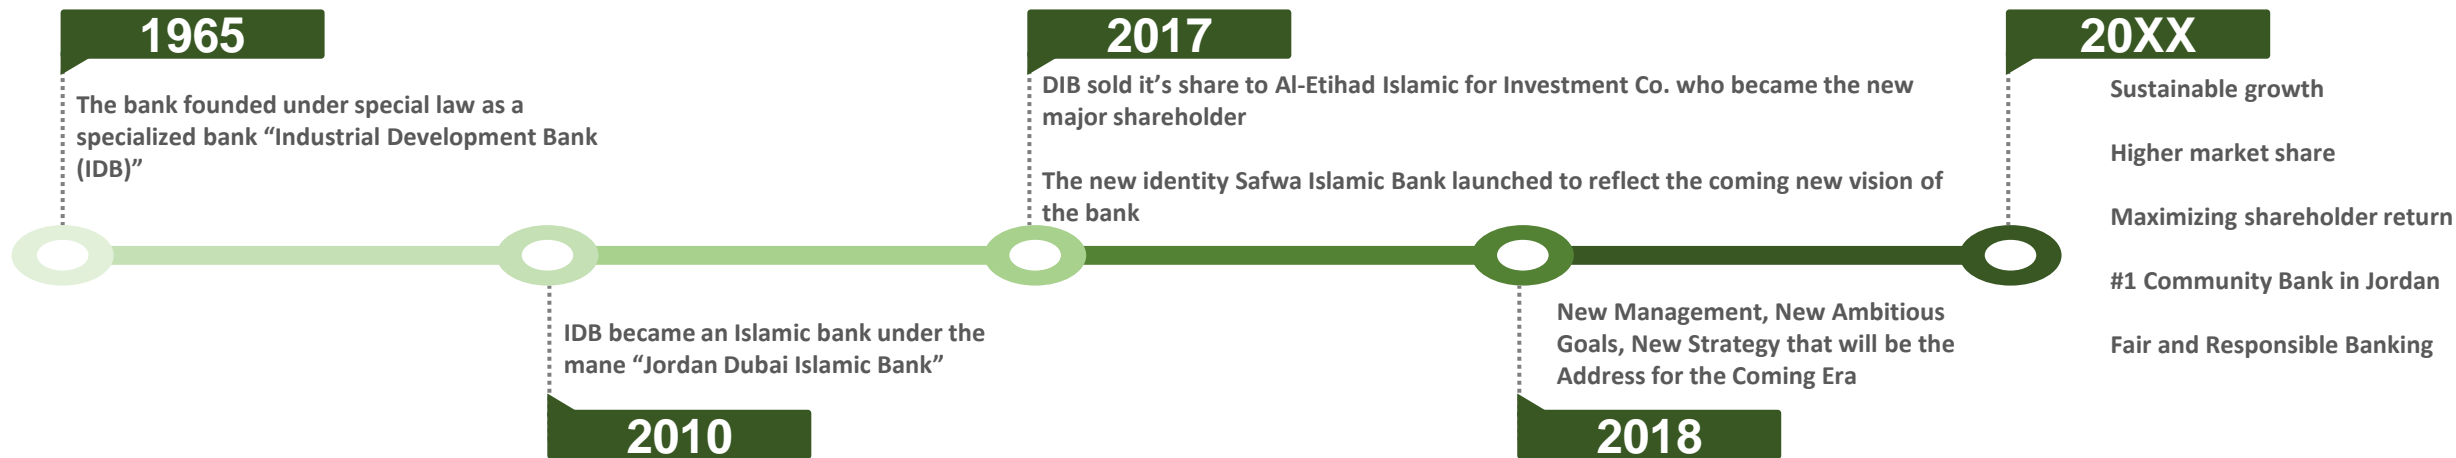 1965
The bank founded under special law as a
specialized bank “Industrial Development Bank
(IDB)”
2010
IDB became an Islamic bank under the
mane “Jordan Dubai Islamic Bank”
2017
DIB sold it’s share to Al-Etihad Islamic for Investment Co. who became the new
major shareholder
The new identity Safwa Islamic Bank launched to reflect the coming new vision of
the bank
2018
New Management, New Ambitious
Goals, New Strategy that will be the
Address for the Coming Era
20XX
Sustainable growth
Higher market share
Maximizing shareholder return
#1 Community Bank in Jordan
Fair and Responsible Banking